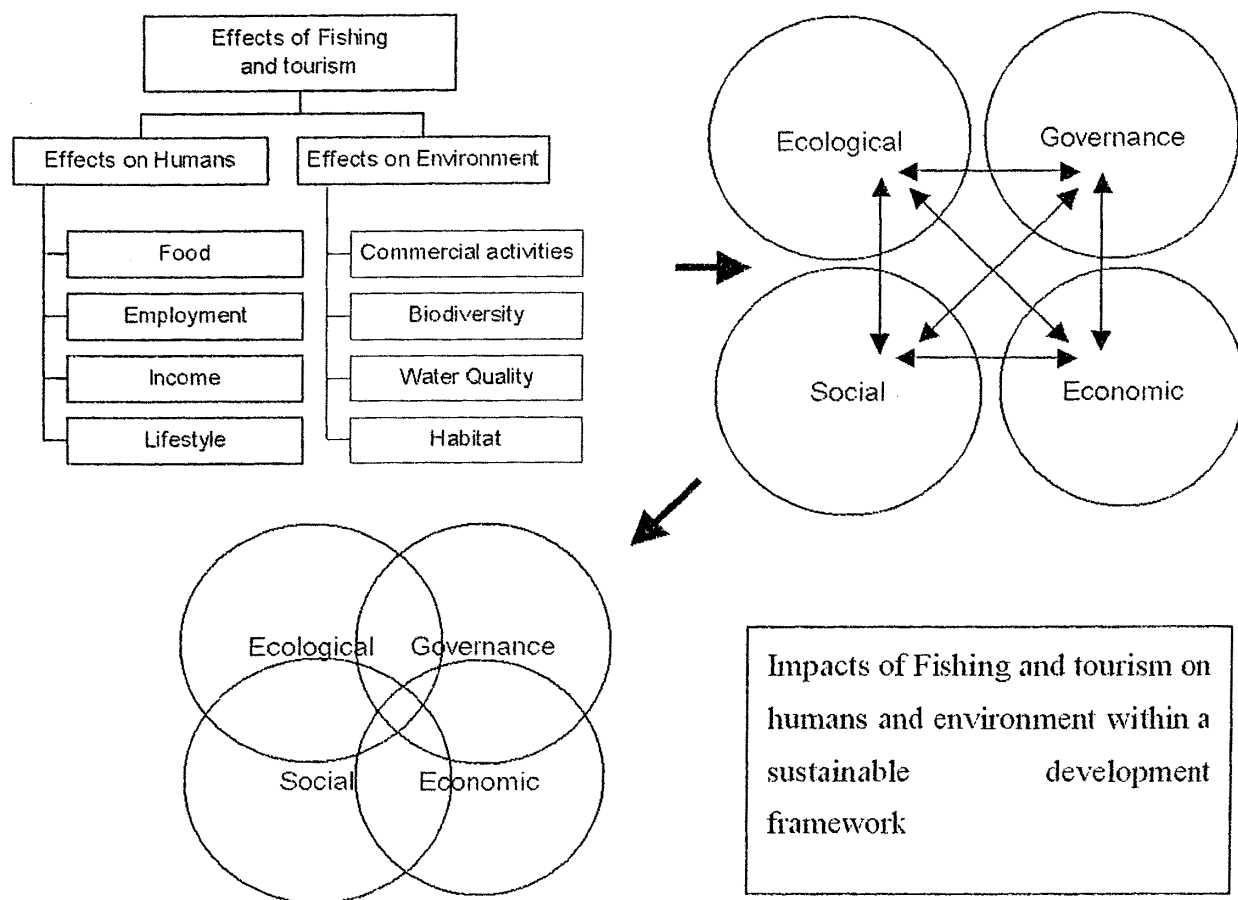 Effects of Fishing
and tourism
Effects on Humans
Effects on Environment
Food
Employment
Income
Lifestyle
Commercial activities
Biodiversity
Water Quality
Habitat
Ecological
Governance
Social
Economic
Ecological
Governance
Social
Economic
Impacts of Fishing and tourism on
humans and environment within a
sustainable development
framework